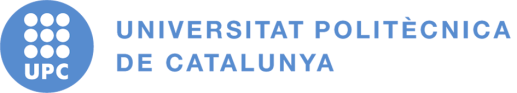 UPC
UNIVERSITAT POLITÈCNICA
DE CATALUNYA